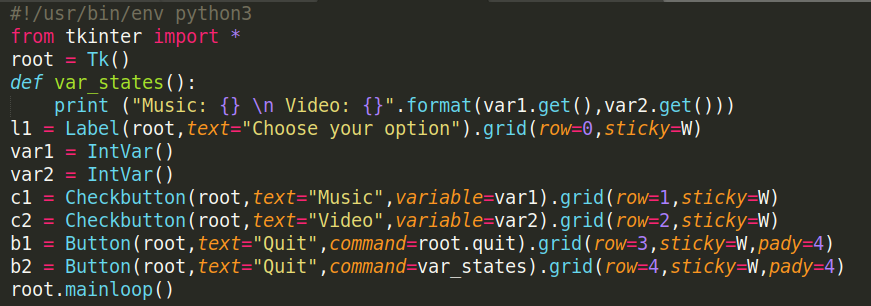 #!/usr/bin/env python3
from tkinter import *
root = Tk()
def var_states():
    print ("Music: {} \n Video: {}".format(var1.get(),var2.get()))
l1 = Label(root,text="Choose your option").grid(row=0,sticky=W)
var1 = IntVar()
var2 = IntVar()
c1 = Checkbutton(root,text="Music",variable=var1).grid(row=1,sticky=W)
c2 = Checkbutton(root,text="Video",variable=var2).grid(row=2,sticky=W)
b1 = Button(root,text="Quit",command=root.quit).grid(row=3,sticky=W,pady=4)
b2 = Button(root,text="Quit",command=var_states).grid(row=4,sticky=W,pady=4)
root.mainloop()